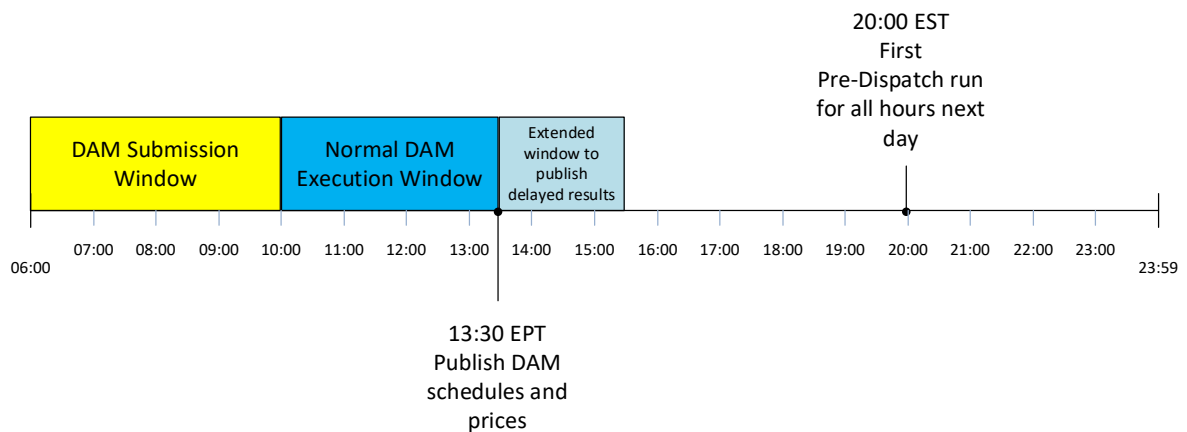 20:00 EST
First
Pre-Dispatch run
for all hours next
day
DAM Submission
Window
Normal DAM
Execution Window
Extended
window to
publish
delayed results
06:00
07:00
08:00
09:00
10:00
11:00
12:00
13:00
14:00
15:00
16:00
17:00
18:00
19:00
20:00
21:00
22:00
23:00
23:59
13:30 EPT
Publish DAM
schedules and
prices